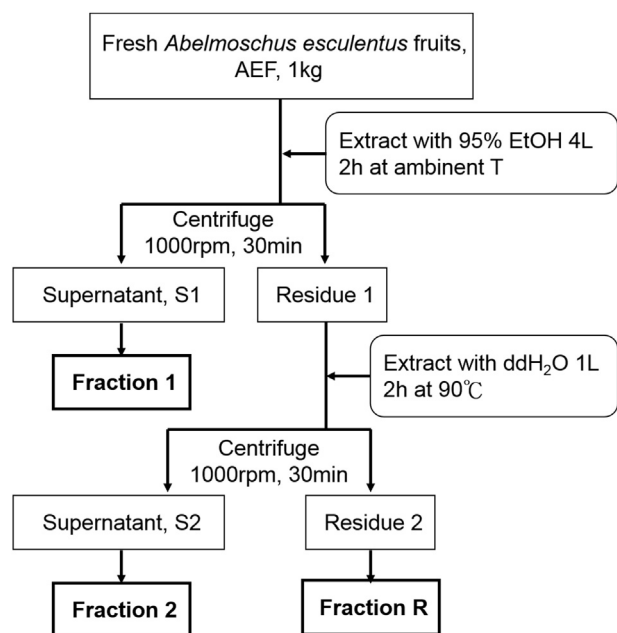 Fresh Abelmoschus esculentus fruits,
AEF, 1kg
Extract with 95% EtOH 4L
2h at ambinent T
Centrifuge
1000rpm, 30min
Supernatant, S1
Residue 1
Fraction 1
Extract with ddH₂O 1L
2h at 90℃
Centrifuge
1000rpm, 30min
Supernatant, S2
Residue 2
Fraction 2
Fraction R